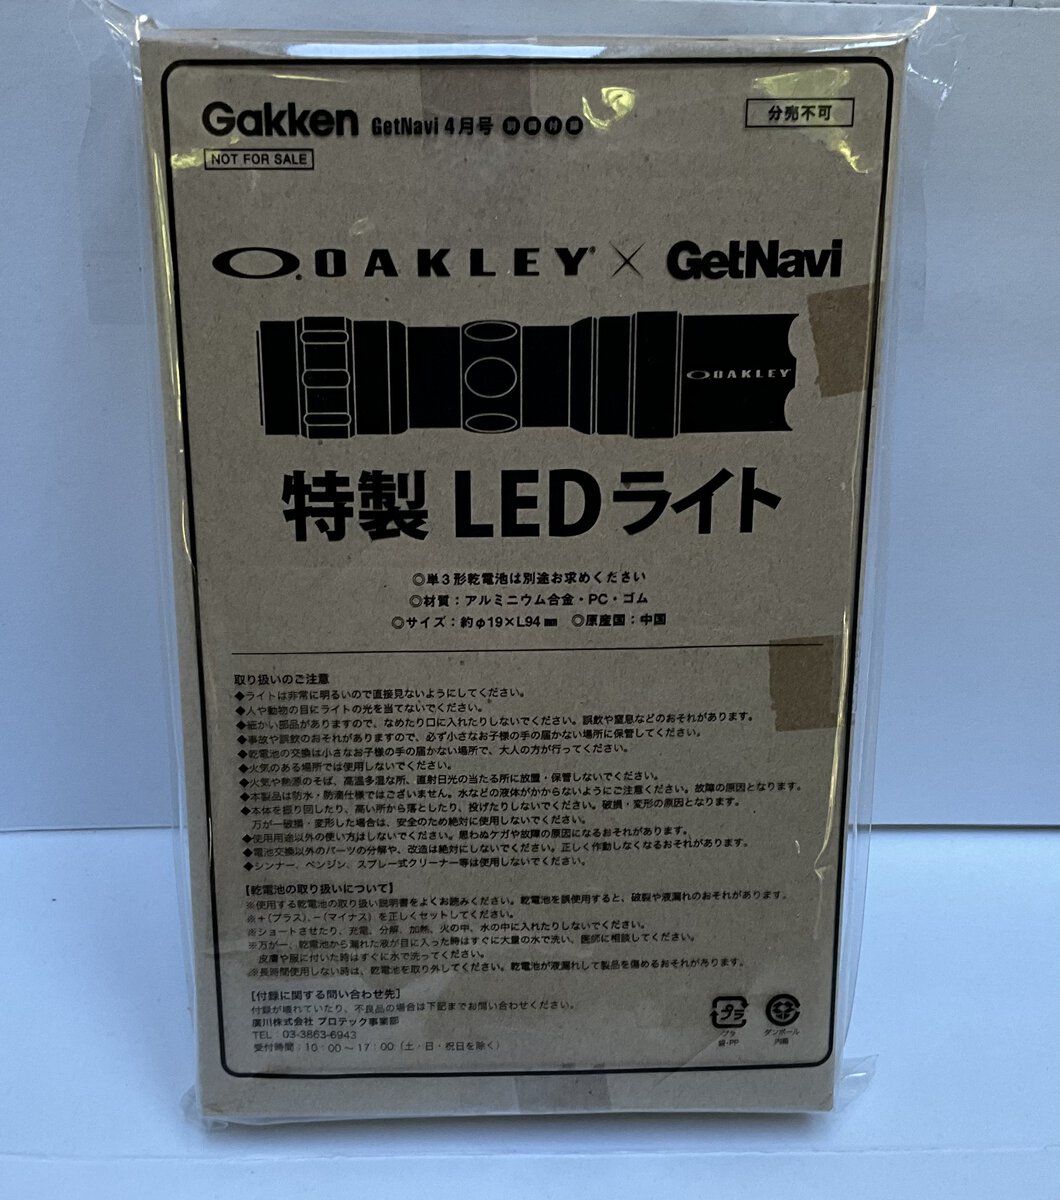 Gakken GetNavi 4月号 別冊付録
分売不可
NOT FOR SALE
OAKLEY® × GetNavi
OAKLEY
特製 LEDライト
◎単3形乾電池は別途お求めください
◎材質：アルミニウム合金・PC・ゴム
◎サイズ：約φ19×L94㎜ ◎原産国：中国
取り扱いのご注意
◆ライトは非常に明るいので直接見ないようにしてください。
◆人や動物の目にライトの光を当てないでください。
◆細かい部品がありますので、なめたり口に入れたりしないでください。誤飲や窒息などのおそれがあります。
◆事故や誤飲のおそれがありますので、必ず小さなお子様の手の届かない場所に保管してください。
◆乾電池の交換は小さなお子様の手の届かない場所で、大人の方が行ってください。
◆火気のある場所では使用しないでください。
◆火気や熱源のそば、高温多湿な所、直射日光の当たる所に放置・保管しないでください。
◆本製品は防水・防滴仕様ではございません。水などの液体がかからないようにご注意ください。故障の原因となります。
◆本体を振り回したり、高い所から落としたり、投げたりしないでください。破損・変形の原因となります。
万が一破損・変形した場合は、安全のため絶対に使用しないでください。
◆使用用途以外の使い方はしないでください。思わぬケガや故障の原因になるおそれがあります。
◆電池交換以外のパーツの分解や、改造は絶対にしないでください。正しく作動しなくなるおそれがあります。
◆シンナー、ベンジン、スプレー式クリーナー等は使用しないでください。
【乾電池の取り扱いについて】
※使用する乾電池の取り扱い説明書をよくお読みください。乾電池を誤使用すると、破裂や液漏れのおそれがあります。
※＋（プラス）、－（マイナス）を正しくセットしてください。
※ショートさせたり、充電、分解、加熱、火の中、水の中に入れたりしないでください。
※万が一、乾電池から漏れた液が目に入った時はすぐに大量の水で洗い、医師に相談してください。
皮膚や服に付いた時はすぐに水で洗ってください。
※長時間使用しない時は、乾電池を取り外してください。乾電池が液漏れして製品を傷めるおそれがあります。
【付録に関する問い合わせ先】
付録が壊れていたり、不良品の場合は下記までお問い合わせください。
廣川株式会社 プロテック事業部
TEL：03-3863-6943
受付時間：10：00～17：00（土・日・祝日を除く）
プラ
プラ
袋・PP
ダンボール
内箱